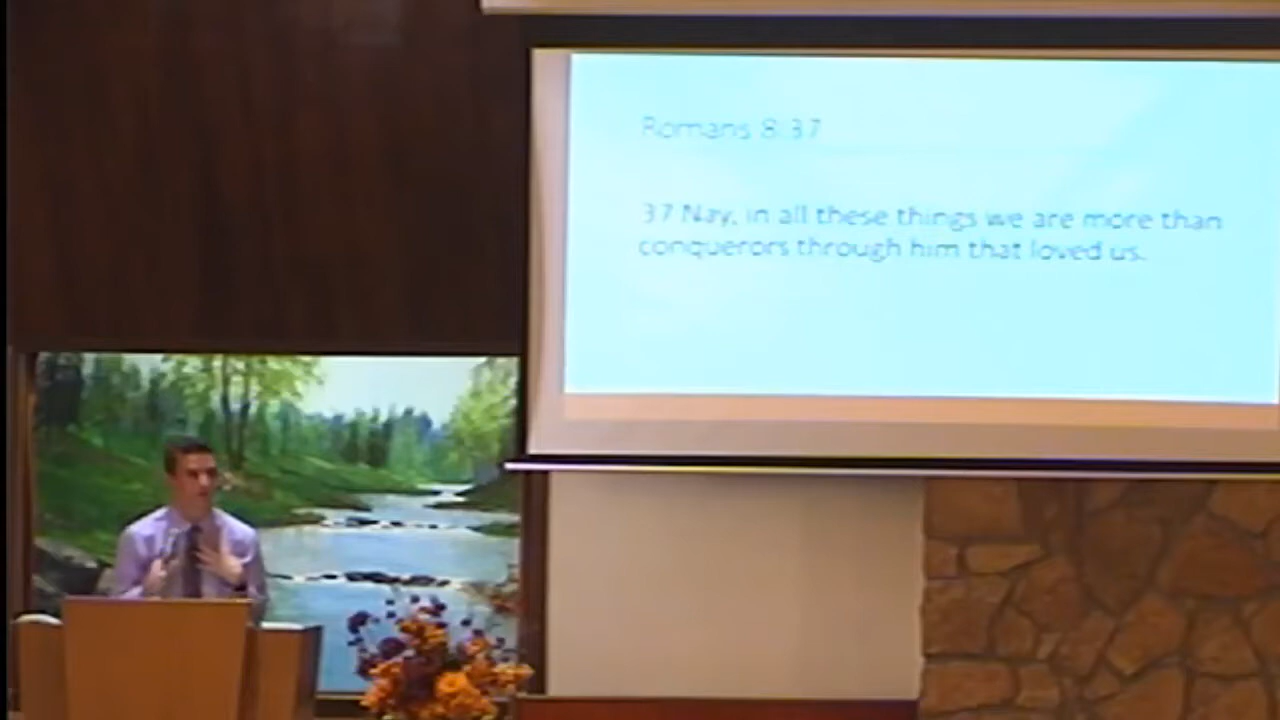 Romans 8:37
37 Nay, in all these things we are more than
conquerors through him that loved us.